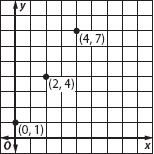 y
(4, 7)
(2, 4)
(0, 1)
O
x